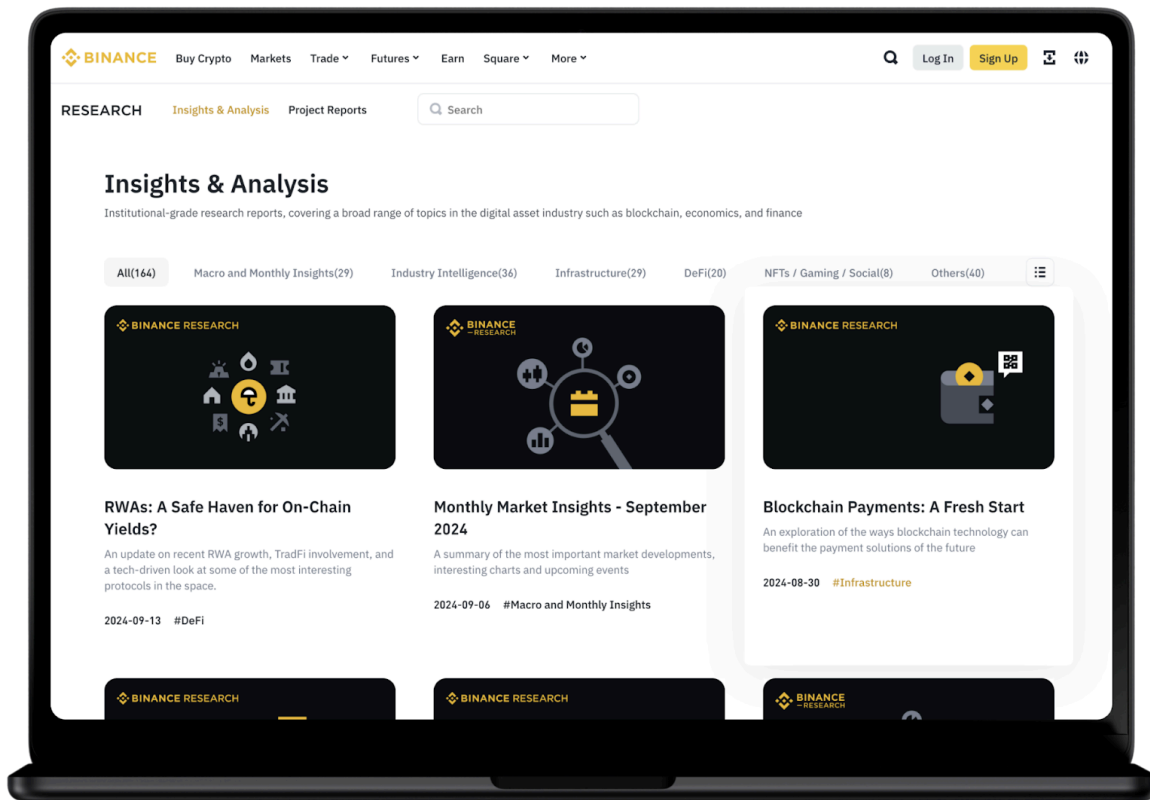 BINANCE Buy Crypto Markets Trade Futures Earn Square More Log In Sign Up
RESEARCH Insights & Analysis Project Reports Search
Insights & Analysis
Institutional-grade research reports, covering a broad range of topics in the digital asset industry such as blockchain, economics, and finance
All(164) Macro and Monthly Insights(29) Industry Intelligence(36) Infrastructure(29) DeFi(20) NFTs / Gaming / Social(8) Others(40)
BINANCE RESEARCH
RWAs: A Safe Haven for On-Chain
Yields?
An update on recent RWA growth, TradFi involvement, and
a tech-driven look at some of the most interesting
protocols in the space.
2024-09-13 #DeFi
BINANCE
RESEARCH
Monthly Market Insights - September
2024
A summary of the most important market developments,
interesting charts and upcoming events
2024-09-06 #Macro and Monthly Insights
BINANCE RESEARCH
Blockchain Payments: A Fresh Start
An exploration of the ways blockchain technology can
benefit the payment solutions of the future
2024-08-30 #Infrastructure
BINANCE RESEARCH
BINANCE RESEARCH
BINANCE
RESEARCH